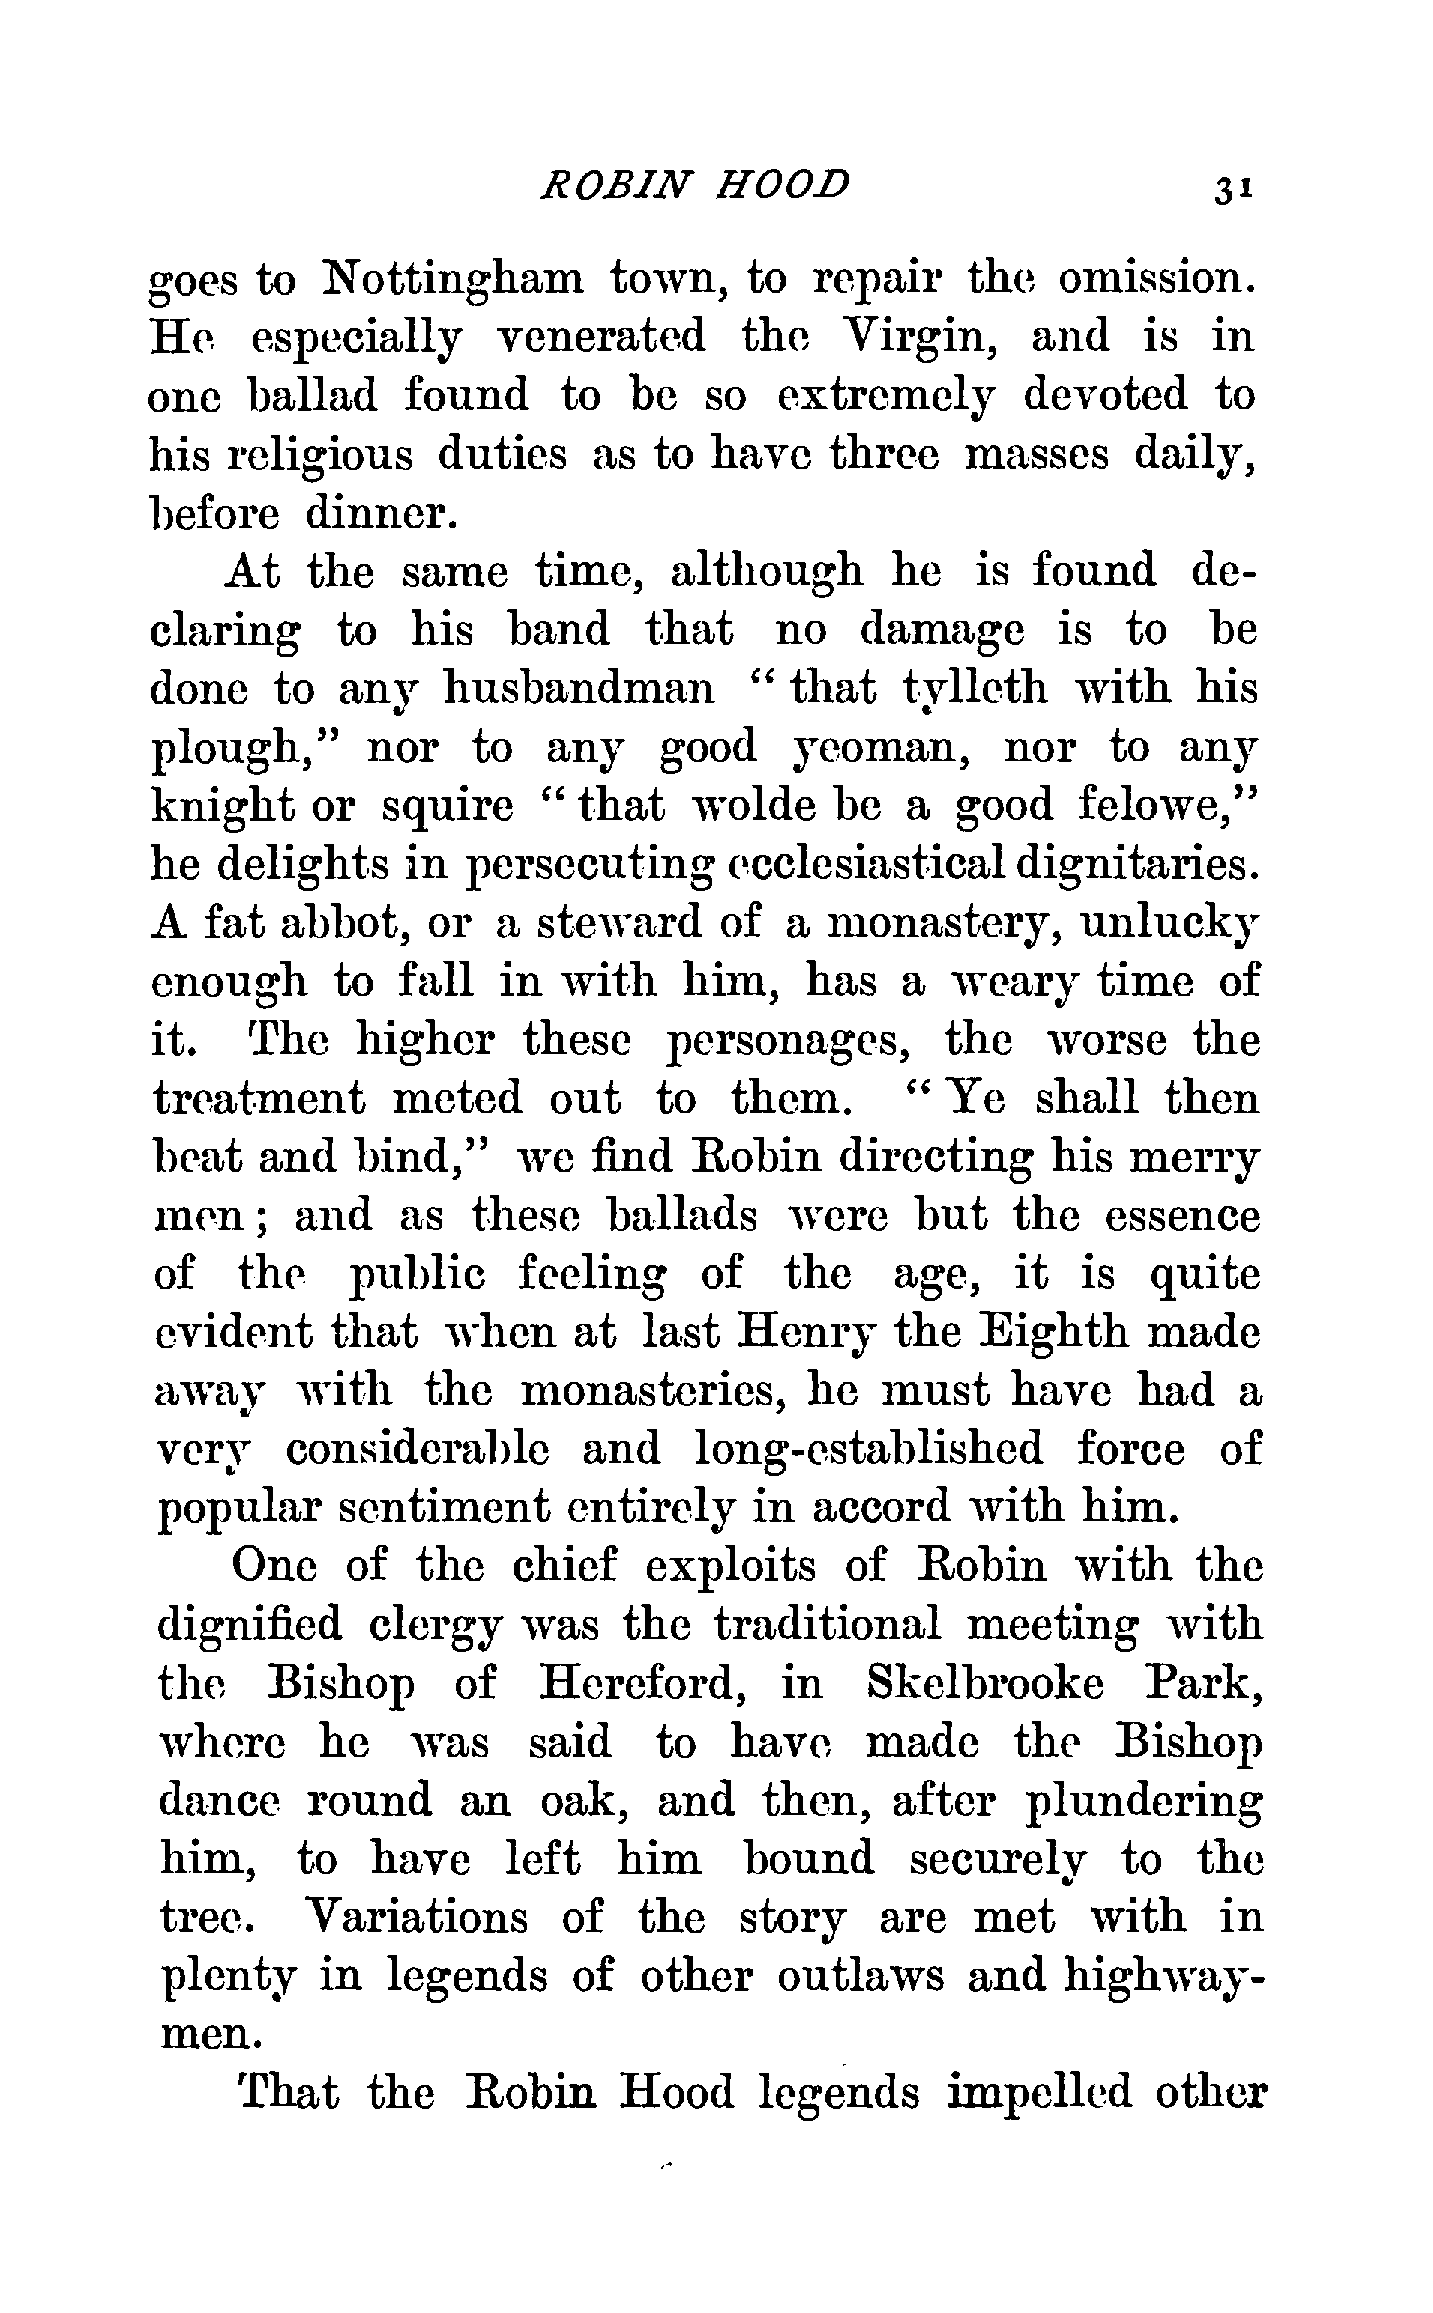 ROBIN HOOD 31
goes to Nottingham town, to repair the omission.
He especially venerated the Virgin, and is in
one ballad found to be so extremely devoted to
his religious duties as to have three masses daily,
before dinner.
At the same time, although he is found de-
claring to his band that no damage is to be
done to any husbandman “ that tylleth with his
plough,” nor to any good yeoman, nor to any
knight or squire “ that wolde be a good felowe,”
he delights in persecuting ecclesiastical dignitaries.
A fat abbot, or a steward of a monastery, unlucky
enough to fall in with him, has a weary time of
it. The higher these personages, the worse the
treatment meted out to them. “ Ye shall then
beat and bind,” we find Robin directing his merry
men ; and as these ballads were but the essence
of the public feeling of the age, it is quite
evident that when at last Henry the Eighth made
away with the monasteries, he must have had a
very considerable and long-established force of
popular sentiment entirely in accord with him.
One of the chief exploits of Robin with the
dignified clergy was the traditional meeting with
the Bishop of Hereford, in Skelbrooke Park,
where he was said to have made the Bishop
dance round an oak, and then, after plundering
him, to have left him bound securely to the
tree. Variations of the story are met with in
plenty in legends of other outlaws and highway-
men.
That the Robin Hood legends impelled other